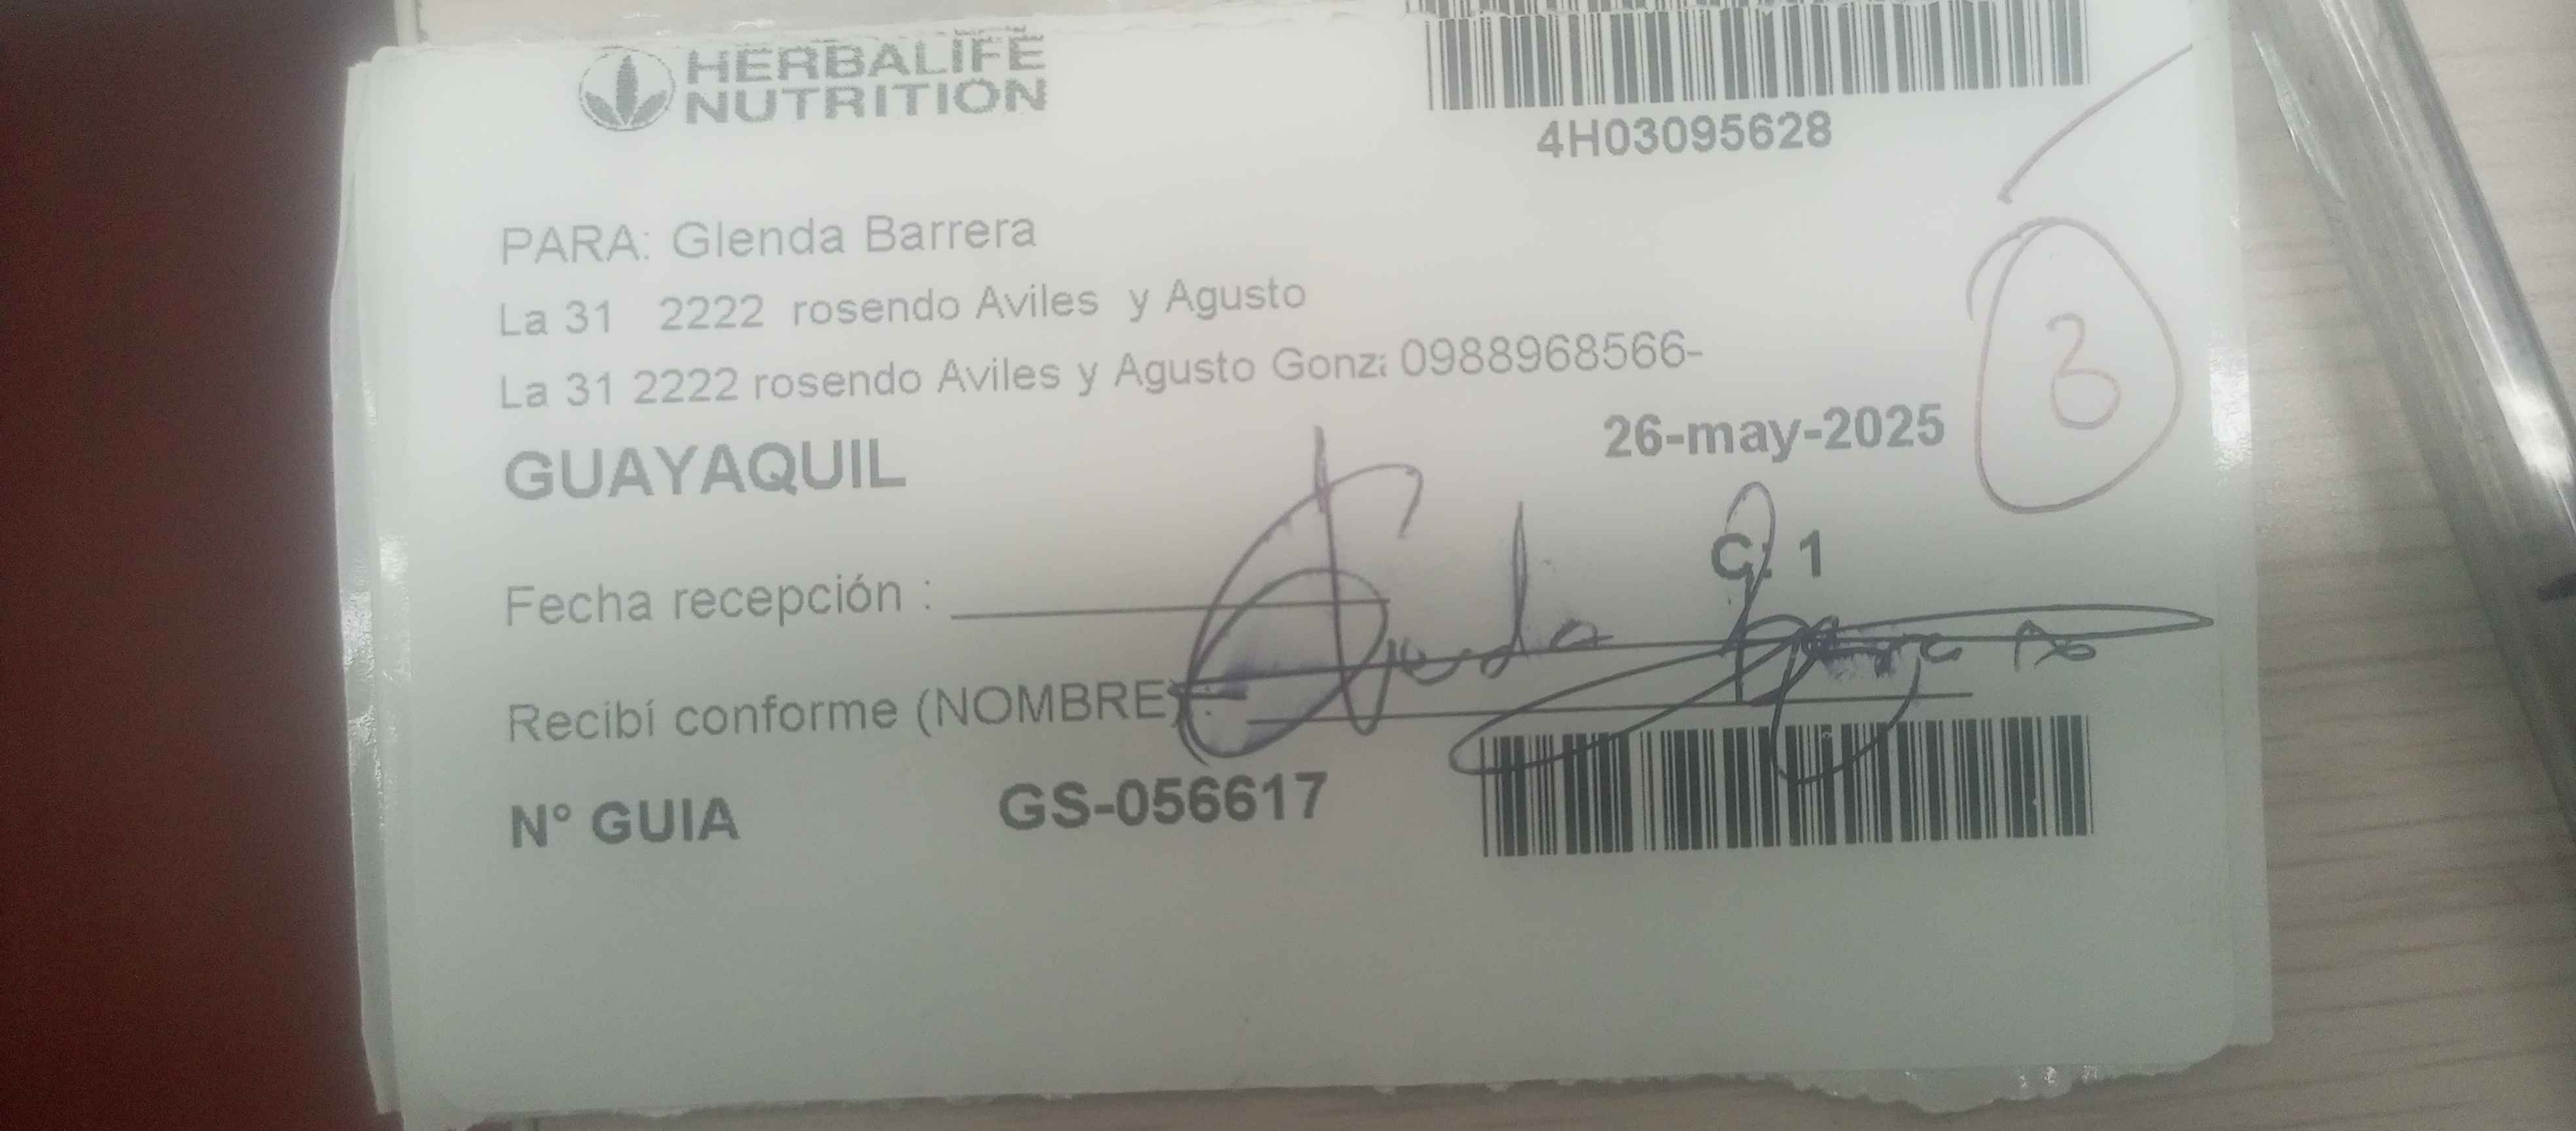 HERBALIFE
NUTRITION
4H03095628
PARA: Glenda Barrera
La 31 2222 rosendo Aviles y Agusto
La 31 2222 rosendo Aviles y Agusto Gonz 0988968566-
GUAYAQUIL
26-may-2025
3
C: 1
Fecha recepción :
Recibí conforme (NOMBRE):
N° GUIA GS-056617